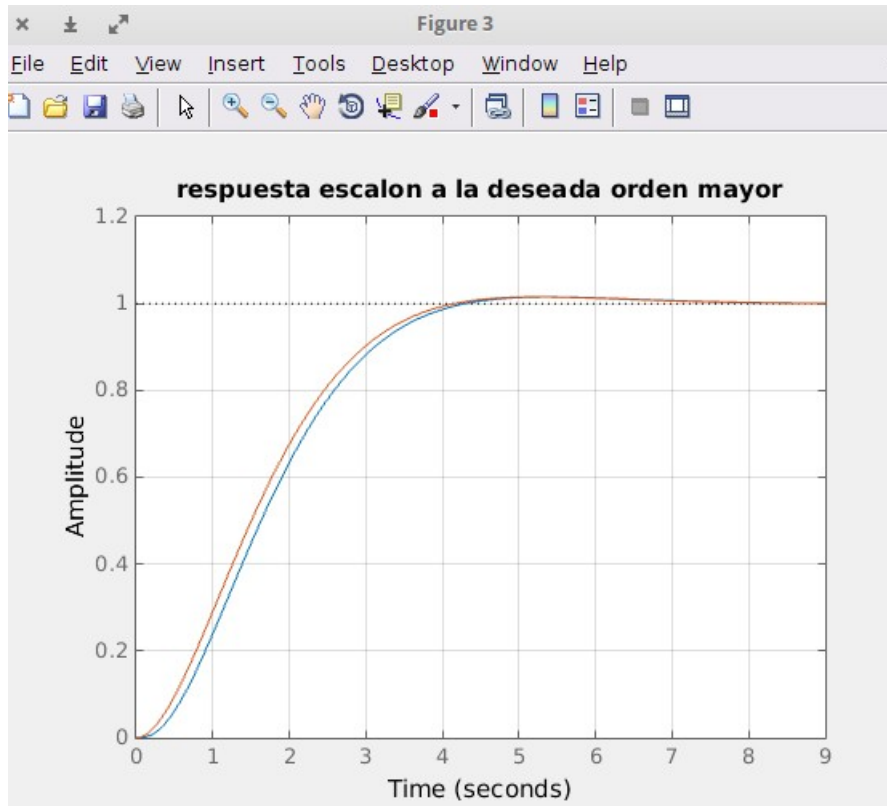 Figure 3
File Edit View Insert Tools Desktop Window Help
respuesta escalon a la deseada orden mayor
1.2
1
0.8
0.6
0.4
0.2
0
Amplitude
0 1 2 3 4 5 6 7 8 9
Time (seconds)